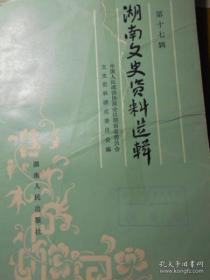 第十七辑
湖南文史资料选辑
中国人民政治协商会议湖南省委员会
文史资料研究委员会编
湖南人民出版社